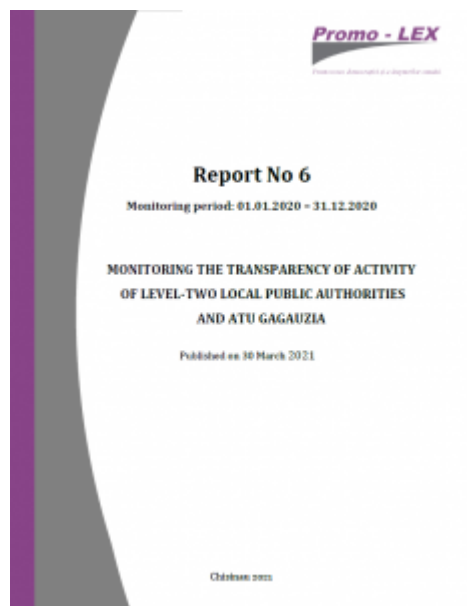 Promo - LEX
Report No 6
Monitoring period: 01.01.2020 – 31.12.2020
MONITORING THE TRANSPARENCY OF ACTIVITY
OF LEVEL-TWO LOCAL PUBLIC AUTHORITIES
AND ATU GAGAUZIA
Published on 30 March 2021
Chisinau 2021